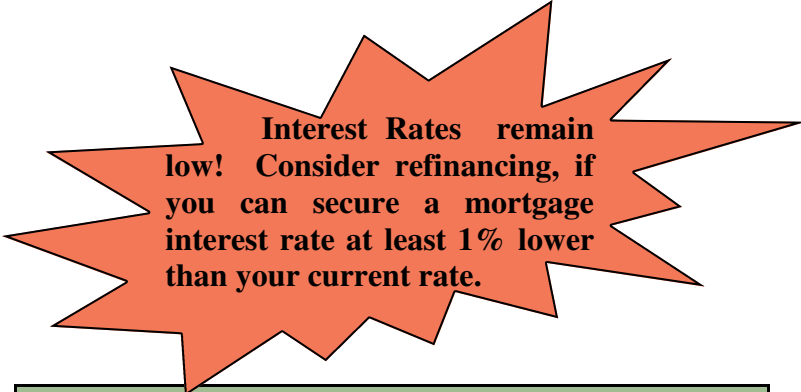 Interest Rates remain
low! Consider refinancing, if
you can secure a mortgage
interest rate at least 1% lower
than your current rate.